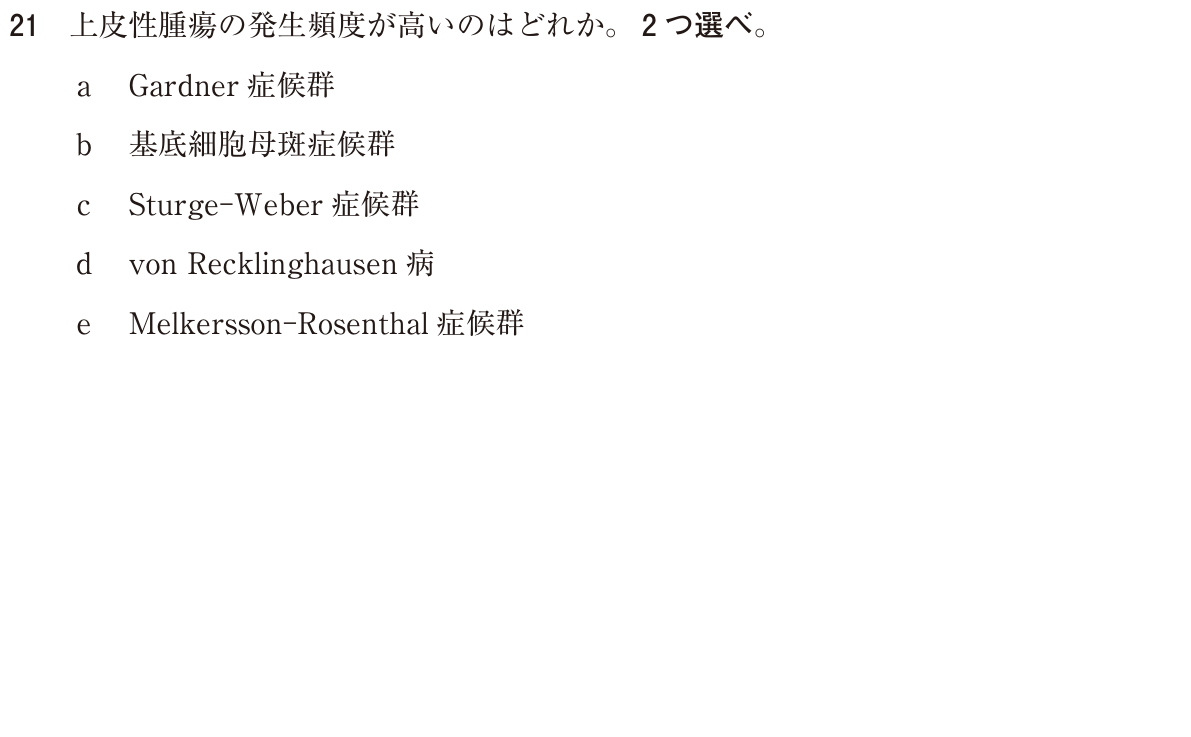 21 上皮性腫瘍の発生頻度が高いのはどれか。2つ選べ。
a Gardner 症候群
b 基底細胞母斑症候群
c Sturge-Weber 症候群
d von Recklinghausen 病
e Melkersson-Rosenthal 症候群